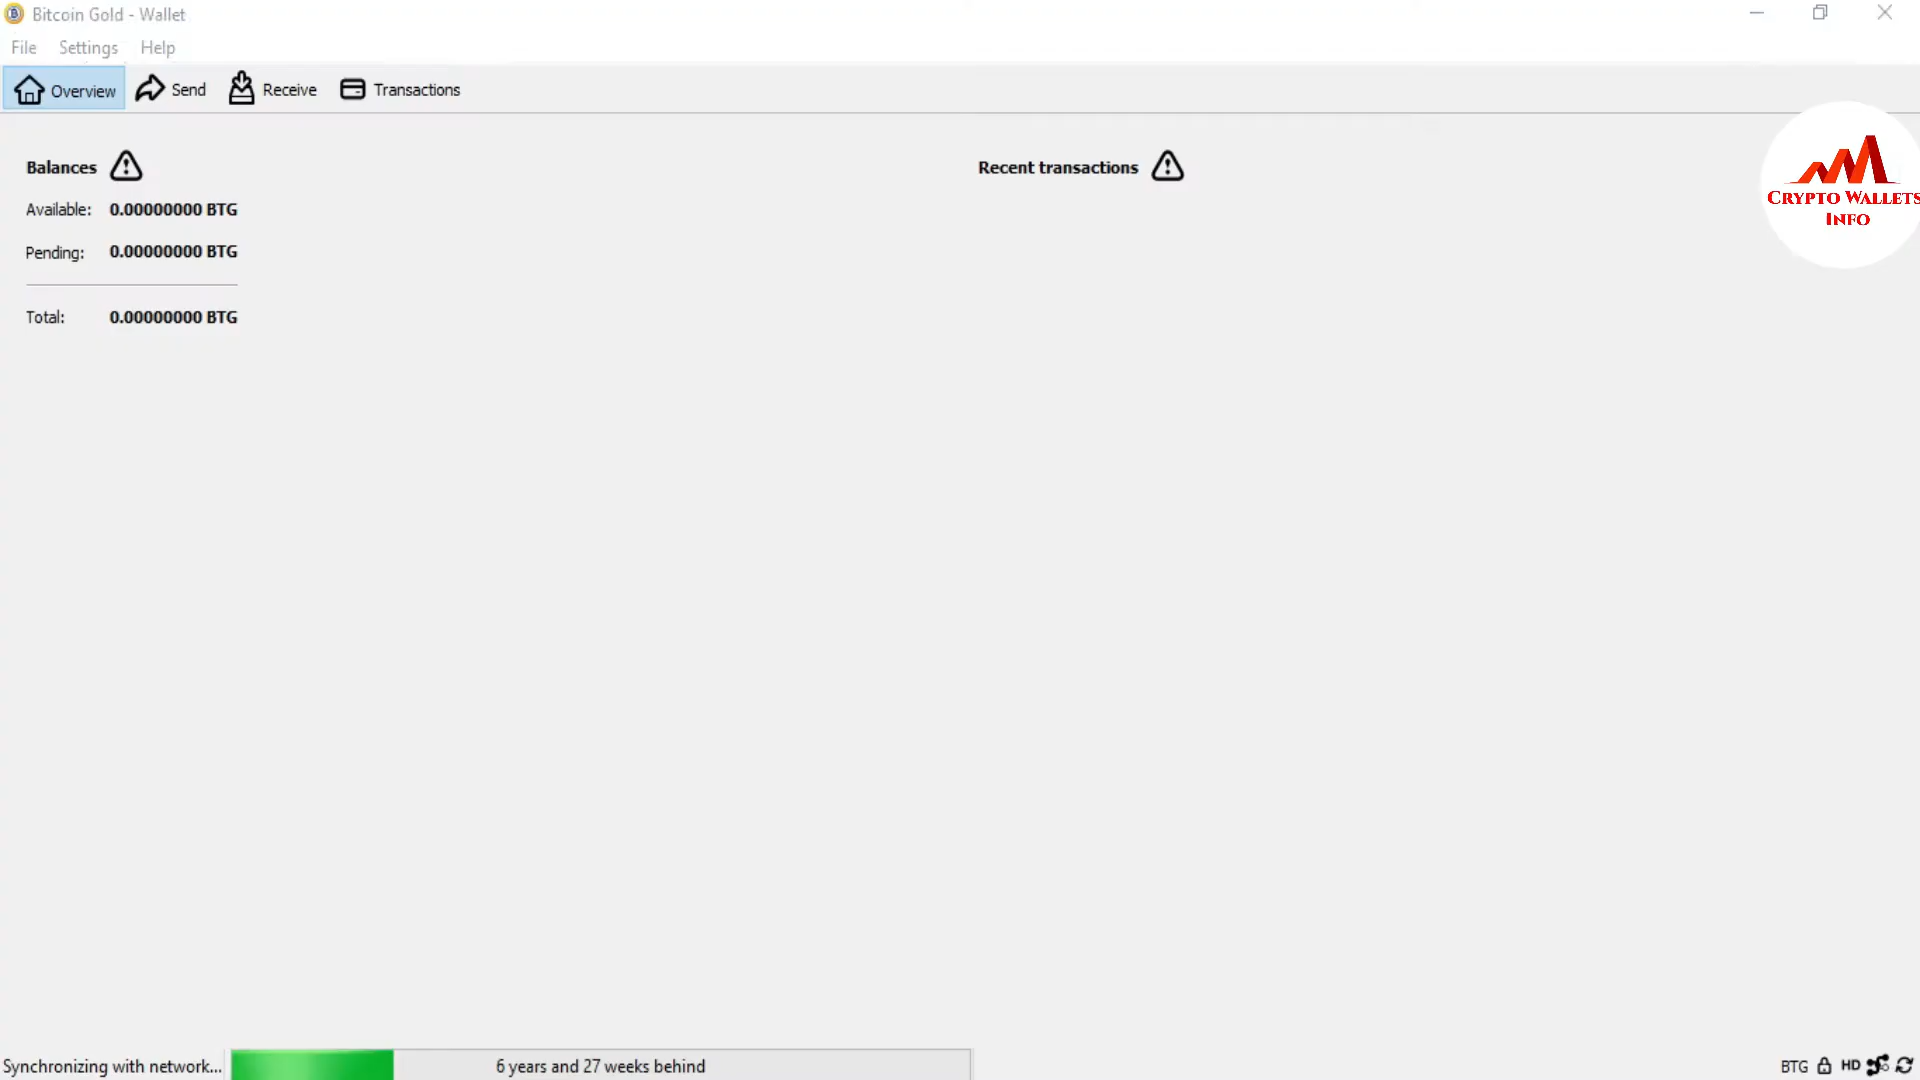 Bitcoin Gold - Wallet
File Settings Help
Overview Send Receive Transactions
Balances
Available: 0.00000000 BTG
Pending: 0.00000000 BTG
Total: 0.00000000 BTG
Recent transactions
Crypto Wallets
Info
Synchronizing with network... 6 years and 27 weeks behind BTG HD